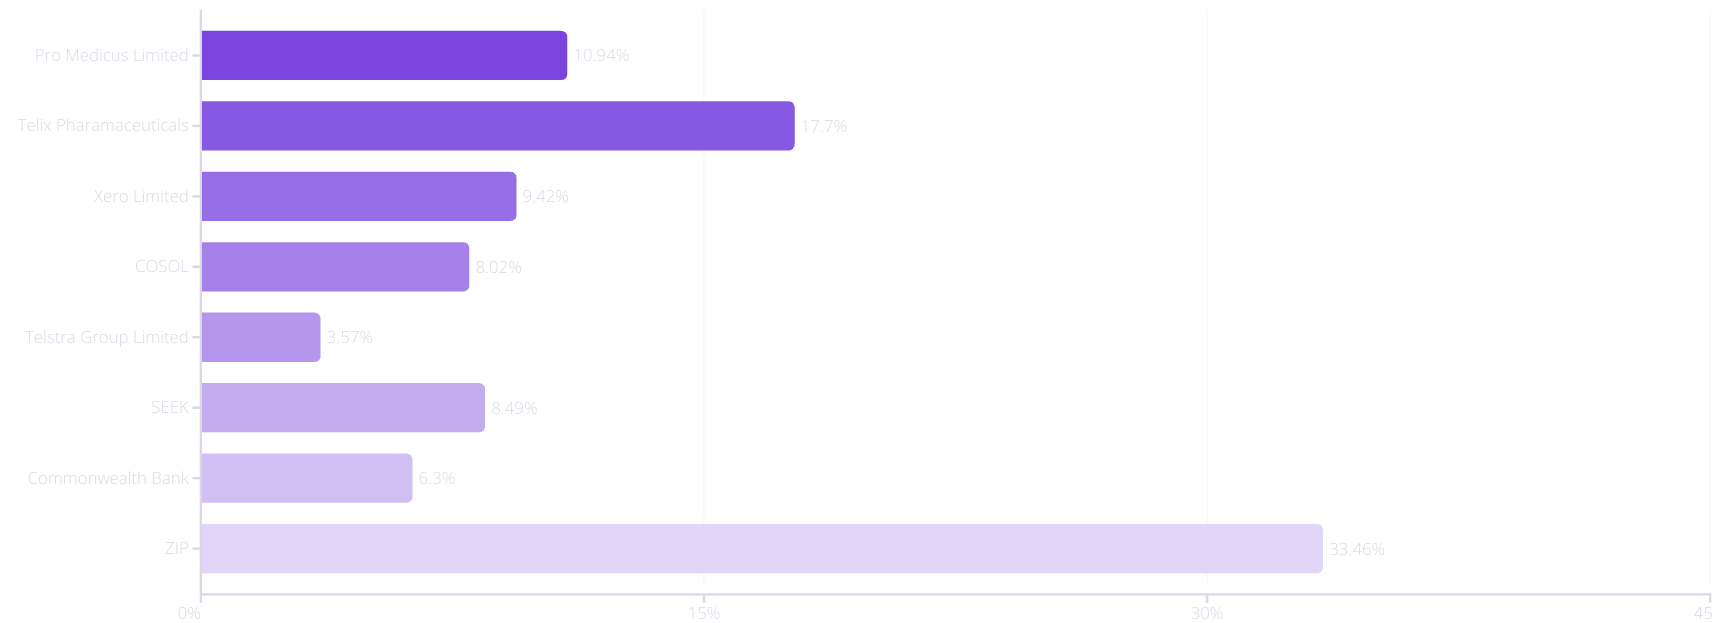 Pro Medicus Limited 10.94%
Telix Pharamaceuticals 17.7%
Xero Limited 9.42%
COSOL 8.02%
Telstra Group Limited 3.57%
SEEK 8.49%
Commonwealth Bank 6.3%
ZIP 33.46%
0% 15% 30% 45